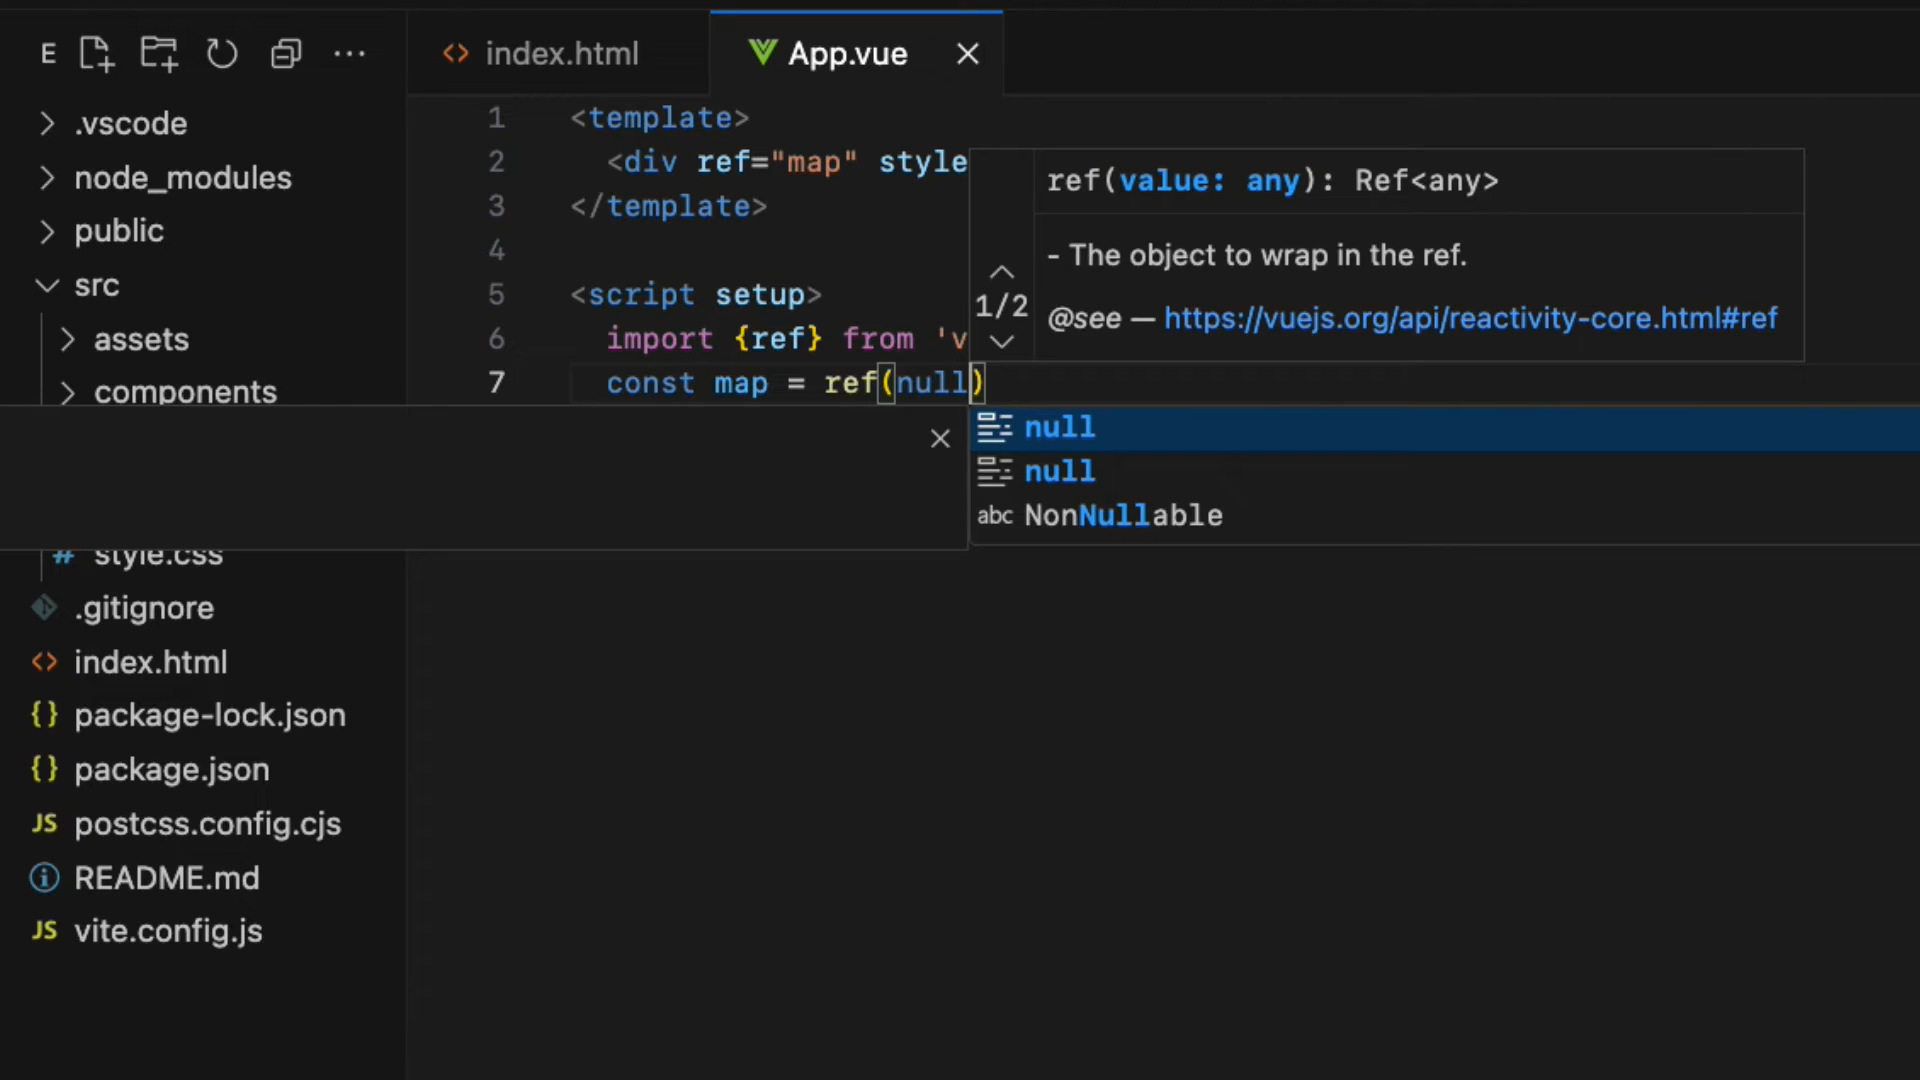 E
index.html
App.vue
.vscode
node_modules
public
src
assets
components
style.css
.gitignore
index.html
{} package-lock.json
{} package.json
JS postcss.config.cjs
README.md
JS vite.config.js
1 <template>
2 <div ref="map" style
3 </template>
4
5 <script setup>
6 import {ref} from 'v
7 const map = ref(null)
ref(value: any): Ref<any>
- The object to wrap in the ref.
1/2
@see — https://vuejs.org/api/reactivity-core.html#ref
null
null
abc NonNullable